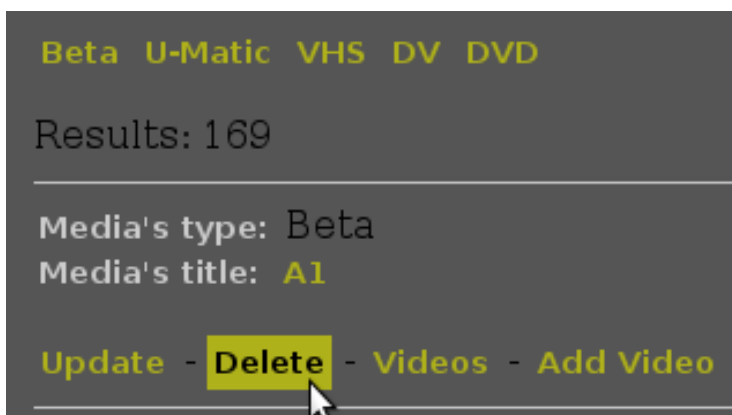 Beta U-Matic VHS DV DVD
Results: 169
Media's type: Beta
Media's title: A1
Update - Delete - Videos - Add Video